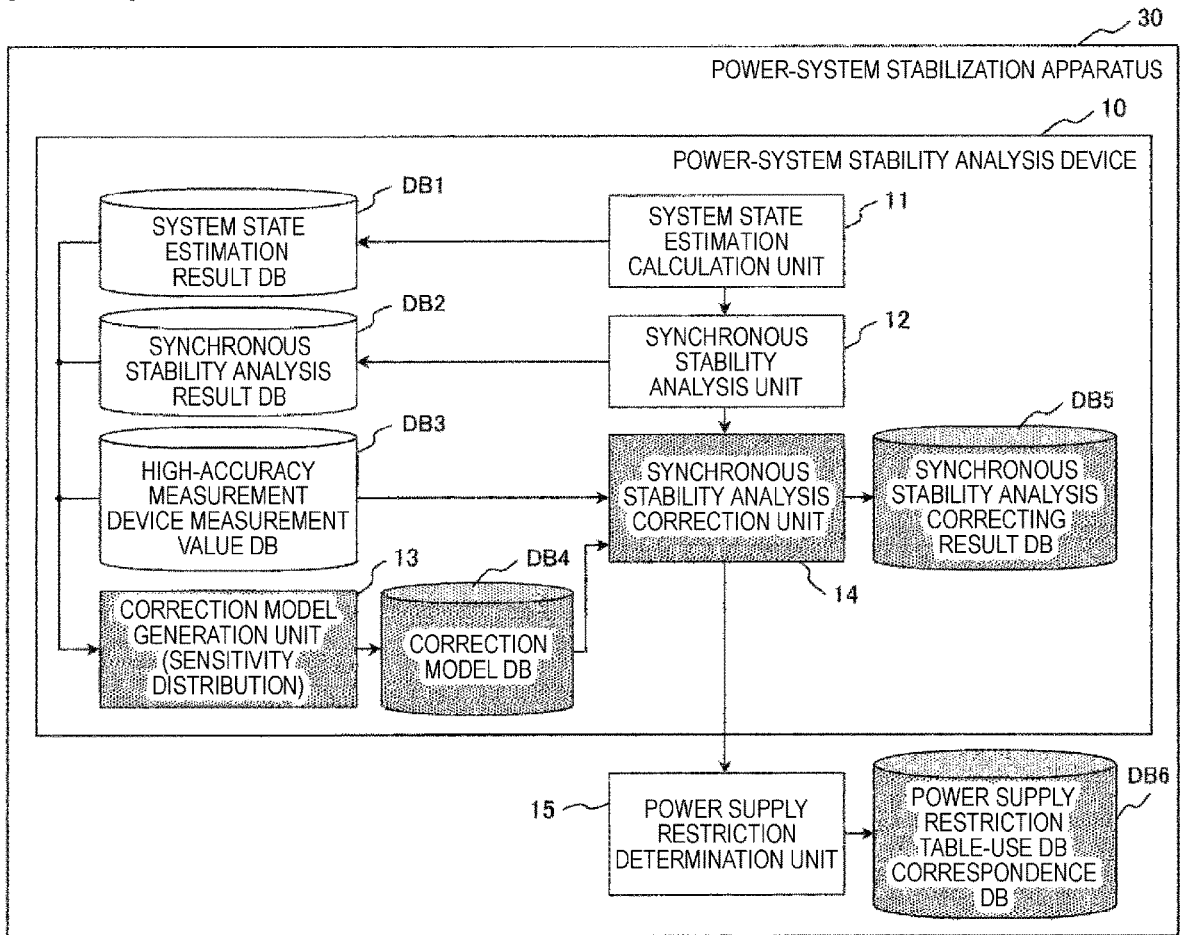 30
POWER-SYSTEM STABILIZATION APPARATUS
10
POWER-SYSTEM STABILITY ANALYSIS DEVICE
DB1
SYSTEM STATE
ESTIMATION
RESULT DB
11
SYSTEM STATE
ESTIMATION
CALCULATION UNIT
DB2
SYNCHRONOUS
STABILITY ANALYSIS
RESULT DB
12
SYNCHRONOUS
STABILITY
ANALYSIS UNIT
DB3
HIGH-ACCURACY
MEASUREMENT
DEVICE MEASUREMENT
VALUE DB
SYNCHRONOUS
STABILITY ANALYSIS
CORRECTION UNIT
14
DB5
SYNCHRONOUS
STABILITY ANALYSIS
CORRECTING
RESULT DB
13
CORRECTION MODEL
GENERATION UNIT
(SENSITIVITY
DISTRIBUTION)
DB4
CORRECTION
MODEL DB
15
POWER SUPPLY
RESTRICTION
DETERMINATION UNIT
DB6
POWER SUPPLY
RESTRICTION
TABLE-USE DB
CORRESPONDENCE
DB